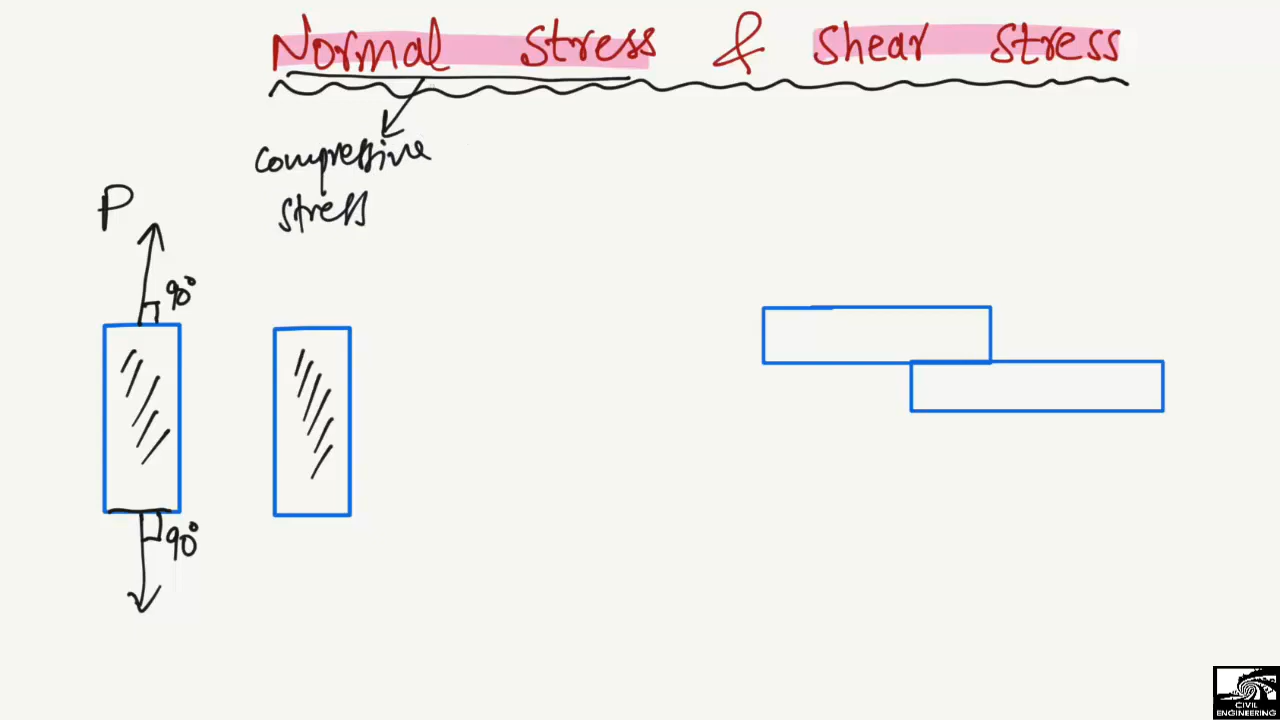 Normal Stress & Shear Stress
compressive
stress
P
90°
90°
CIVIL
ENGINEERING